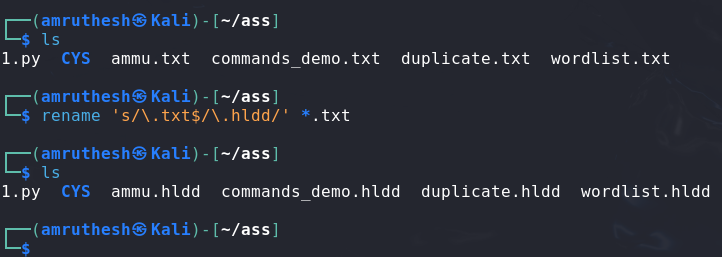 ┌──(amruthesh㉿Kali)-[~/ass]
└─$ ls
1.py  CYS  ammu.txt  commands_demo.txt  duplicate.txt  wordlist.txt
┌──(amruthesh㉿Kali)-[~/ass]
└─$ rename 's/\.txt$/\.hldd/' *.txt
┌──(amruthesh㉿Kali)-[~/ass]
└─$ ls
1.py  CYS  ammu.hldd  commands_demo.hldd  duplicate.hldd  wordlist.hldd
┌──(amruthesh㉿Kali)-[~/ass]
└─$